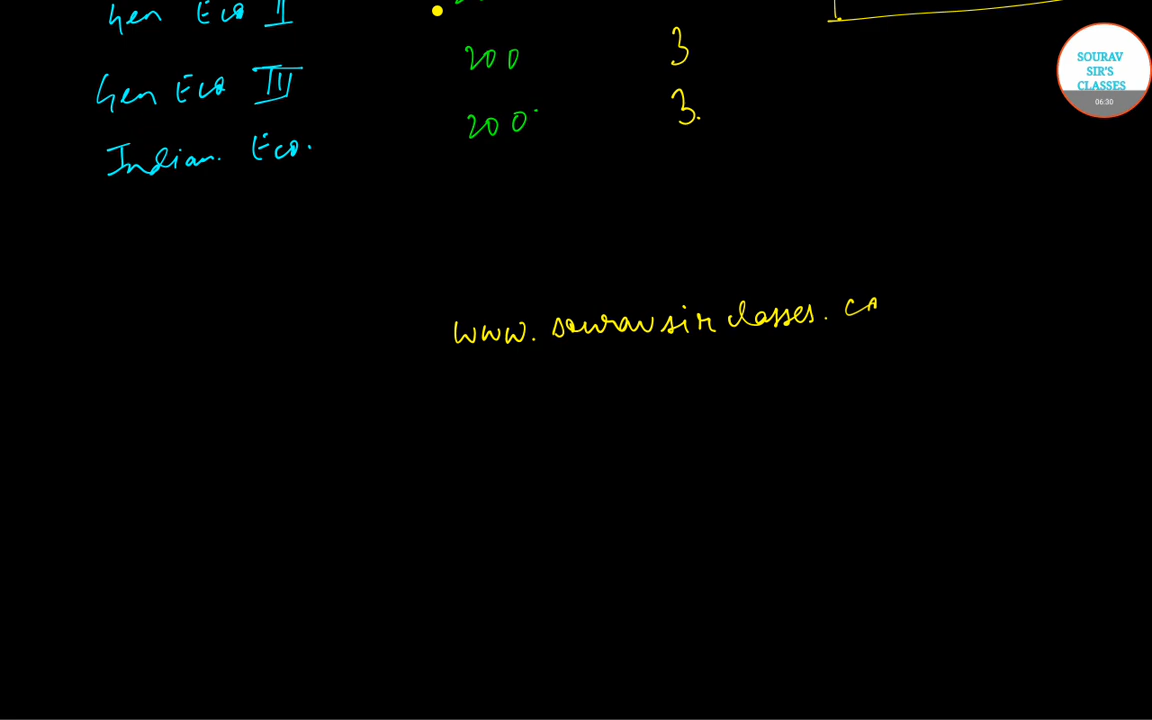 Gen Eco II
200 3
Gen Eco III
200 3.
Indian. Eco.
www.souravsirclasses.co
SOURAV
SIR'S
CLASSES
06:30